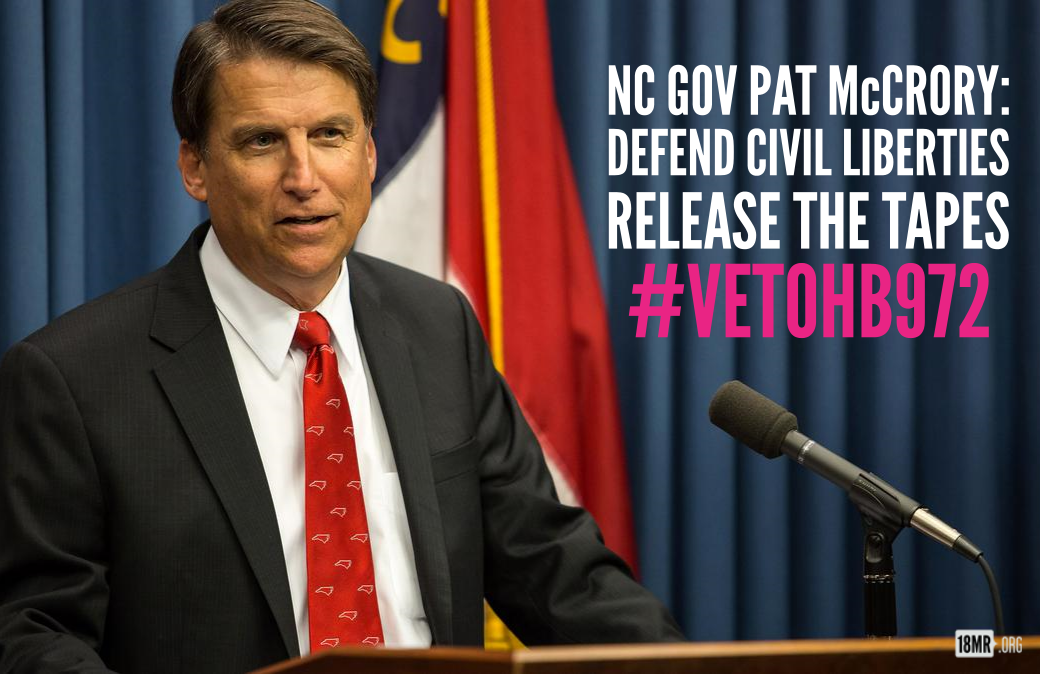 NC GOV PAT McCRORY:
DEFEND CIVIL LIBERTIES
RELEASE THE TAPES
#VETOHB972
18MR.ORG